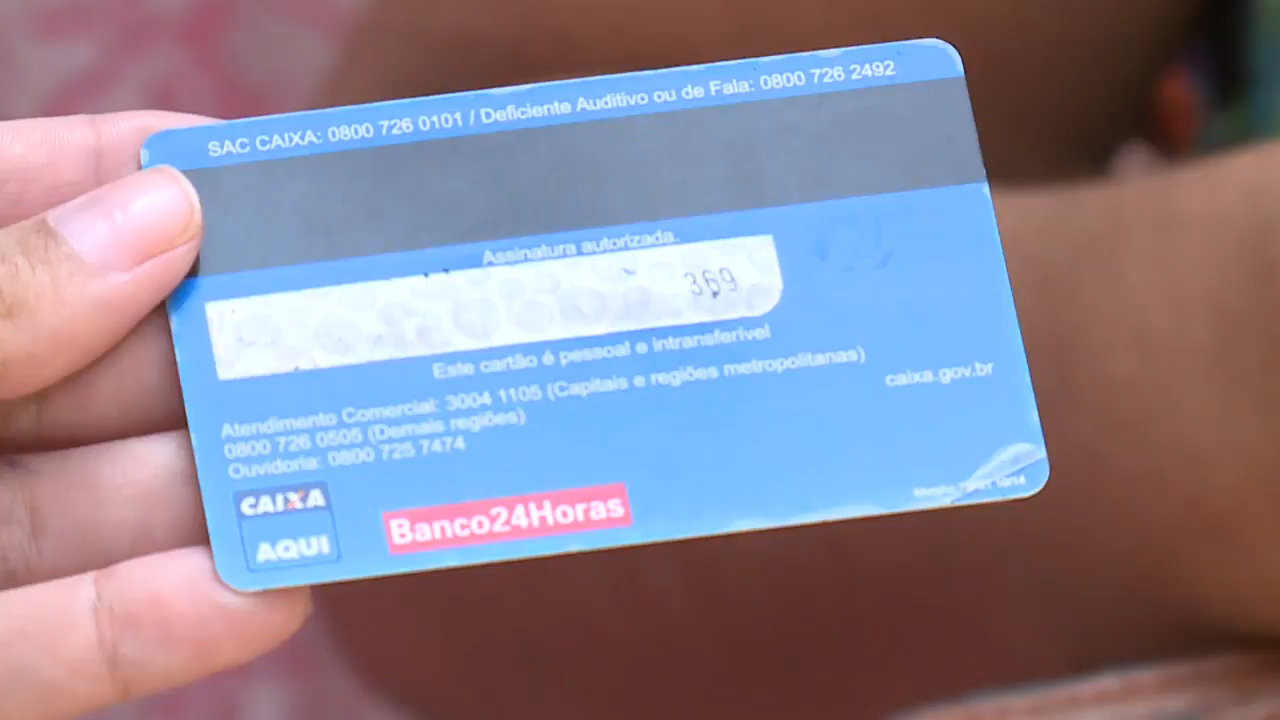 SAC CAIXA: 0800 726 0101 / Deficiente Auditivo ou de Fala: 0800 726 2492
Assinatura autorizada.
369
Este cartão é pessoal e intransferível
Atendimento Comercial: 3004 1105 (Capitais e regiões metropolitanas)
0800 726 0505 (Demais regiões)
Ouvidoria: 0800 725 7474
caixa.gov.br
CAIXA
AQUI
Banco24Horas
10/14